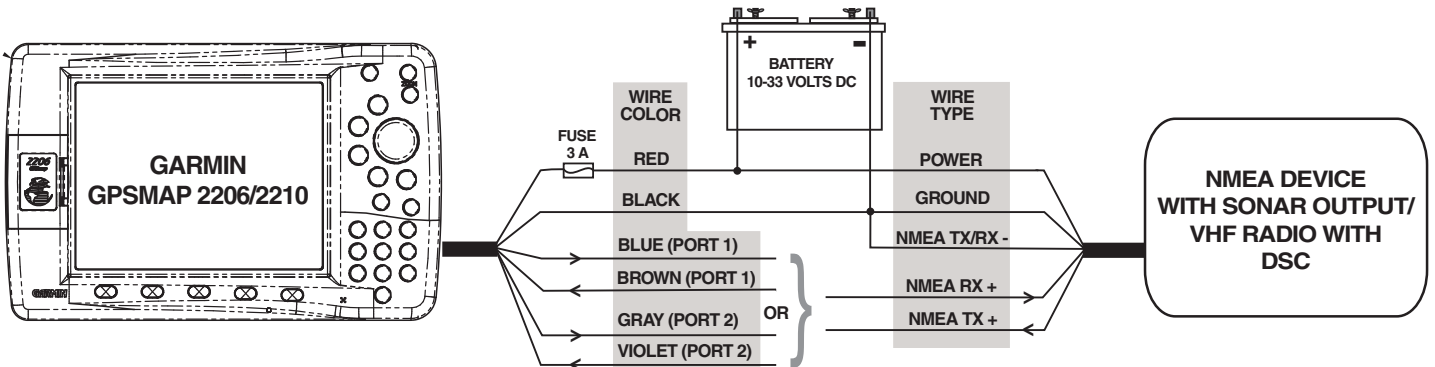 BATTERY
10-33 VOLTS DC
+
-
WIRE
COLOR
WIRE
TYPE
FUSE
3 A
RED
POWER
BLACK
GROUND
BLUE (PORT 1)
NMEA TX/RX -
BROWN (PORT 1)
NMEA RX +
GRAY (PORT 2)
OR
NMEA TX +
VIOLET (PORT 2)
2206
GARMIN
GPSMAP 2206/2210
GARMIN
NMEA DEVICE
WITH SONAR OUTPUT/
VHF RADIO WITH
DSC